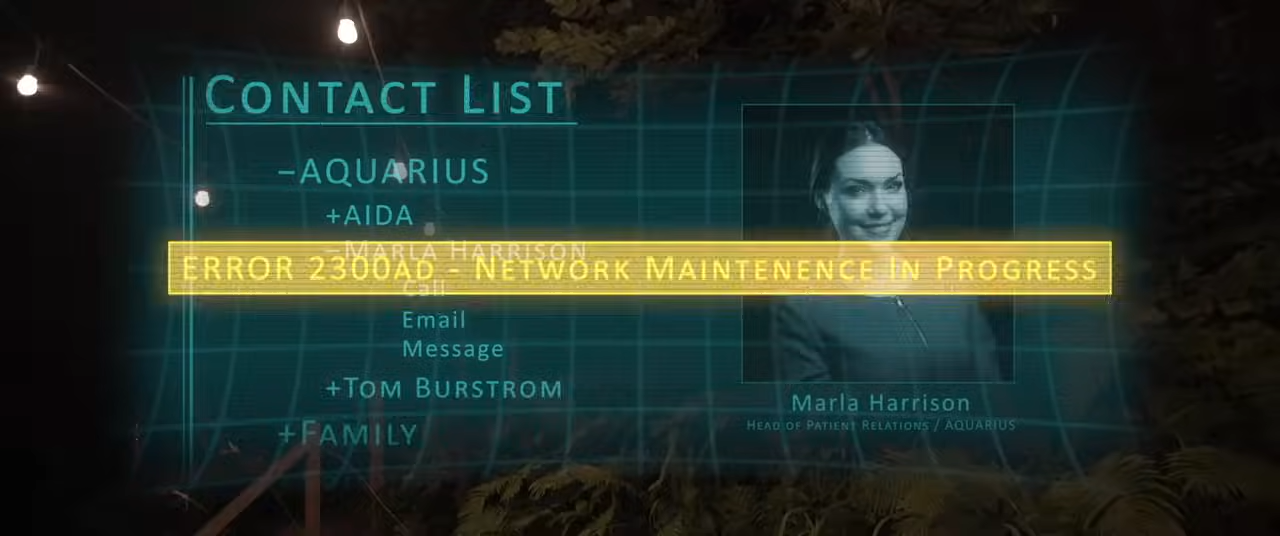 CONTACT LIST
–AQUARIUS
+AIDA
–MARLA HARRISON
ERROR 2300AD - NETWORK MAINTENENCE IN PROGRESS
Call
Email
Message
+TOM BURSTROM
+FAMILY
Marla Harrison
HEAD OF PATIENT RELATIONS / AQUARIUS